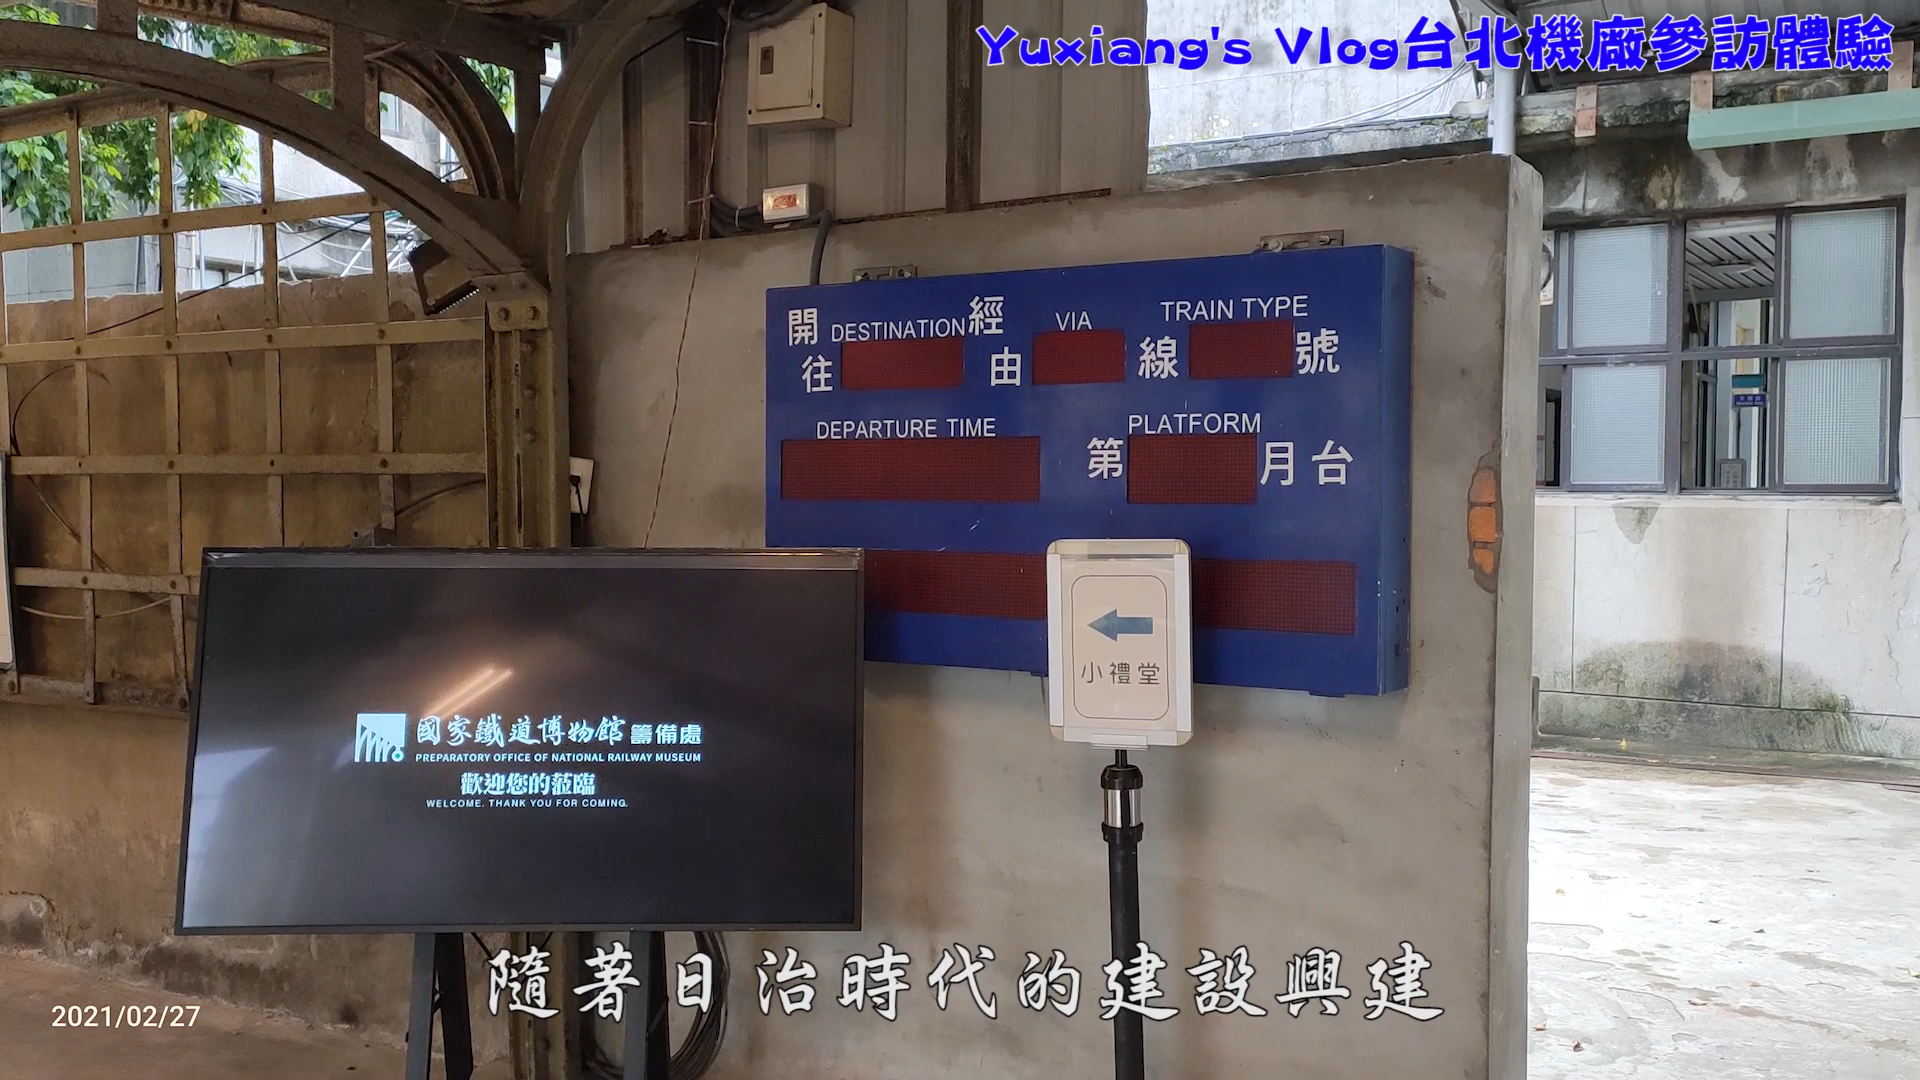 Yuxiang's Vlog台北機廠參訪體驗
開往 DESTINATION 經由 VIA TRAIN TYPE 線 號
DEPARTURE TIME PLATFORM
第 月台
小禮堂
國家鐵道博物館籌備處
PREPARATORY OFFICE OF NATIONAL RAILWAY MUSEUM
歡迎您的蒞臨
WELCOME. THANK YOU FOR COMING.
隨著日治時代的建設興建
2021/02/27